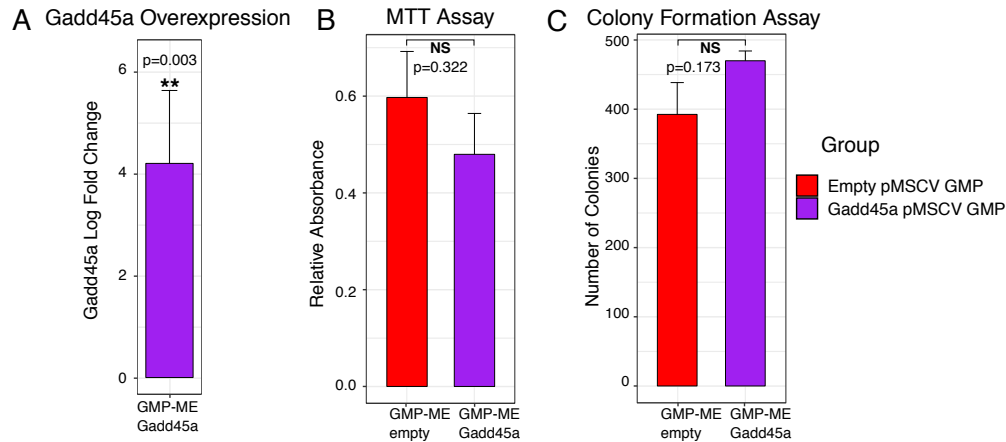 A Gadd45a Overexpression
p=0.003
**
6
4
2
0
Gadd45a Log Fold Change
GMP-ME
Gadd45a
B MTT Assay
NS
p=0.322
0.6
0.4
0.2
0.0
Relative Absorbance
GMP-ME
empty
GMP-ME
Gadd45a
C Colony Formation Assay
NS
p=0.173
500
400
300
200
100
0
Number of Colonies
GMP-ME
empty
GMP-ME
Gadd45a
Group
Empty pMSCV GMP
Gadd45a pMSCV GMP